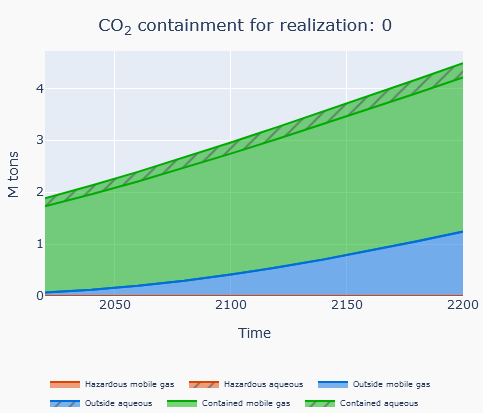 CO₂ containment for realization: 0
4
3
2
1
0
M tons
2050
2100
2150
2200
Time
Hazardous mobile gas
Hazardous aqueous
Outside mobile gas
Outside aqueous
Contained mobile gas
Contained aqueous